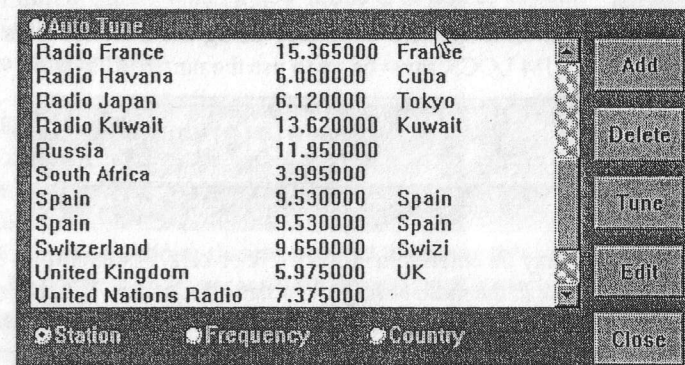 Auto Tune
Radio France 15.365000 France
Radio Havana 6.060000 Cuba
Radio Japan 6.120000 Tokyo
Radio Kuwait 13.620000 Kuwait
Russia 11.950000
South Africa 3.995000
Spain 9.530000 Spain
Spain 9.530000 Spain
Switzerland 9.650000 Swizi
United Kingdom 5.975000 UK
United Nations Radio 7.375000
Station Frequency Country
Add
Delete
Tune
Edit
Close